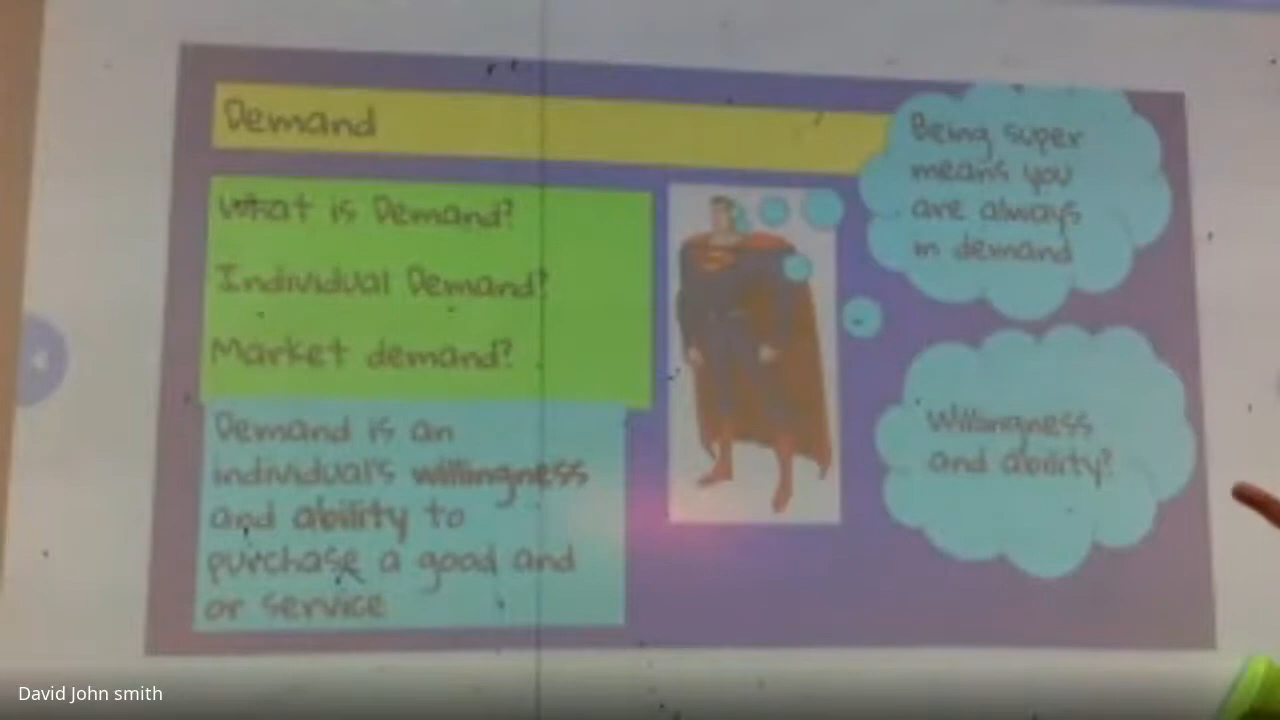 Demand
What is Demand?
Individual Demand?
Market demand?
Demand is an
individual's willingness
and ability to
purchase a good and
or service
Being super
means you
are always
in demand
Willingness
and ability?
David John smith